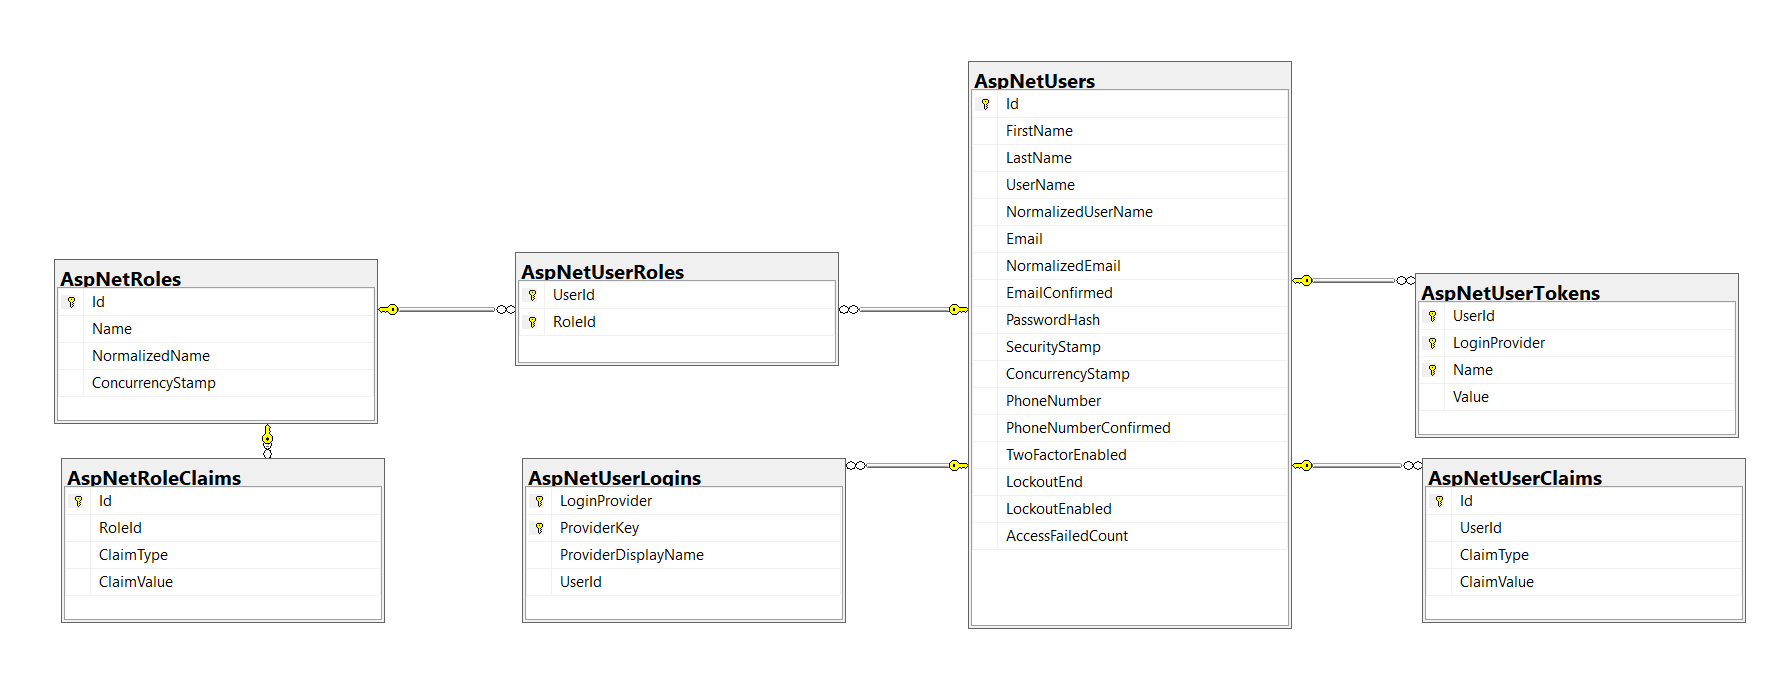 AspNetUsers
Id
FirstName
LastName
UserName
NormalizedUserName
Email
NormalizedEmail
EmailConfirmed
PasswordHash
SecurityStamp
ConcurrencyStamp
PhoneNumber
PhoneNumberConfirmed
TwoFactorEnabled
LockoutEnd
LockoutEnabled
AccessFailedCount
AspNetRoles
Id
Name
NormalizedName
ConcurrencyStamp
AspNetUserRoles
UserId
RoleId
AspNetUserTokens
UserId
LoginProvider
Name
Value
AspNetRoleClaims
Id
RoleId
ClaimType
ClaimValue
AspNetUserLogins
LoginProvider
ProviderKey
ProviderDisplayName
UserId
AspNetUserClaims
Id
UserId
ClaimType
ClaimValue